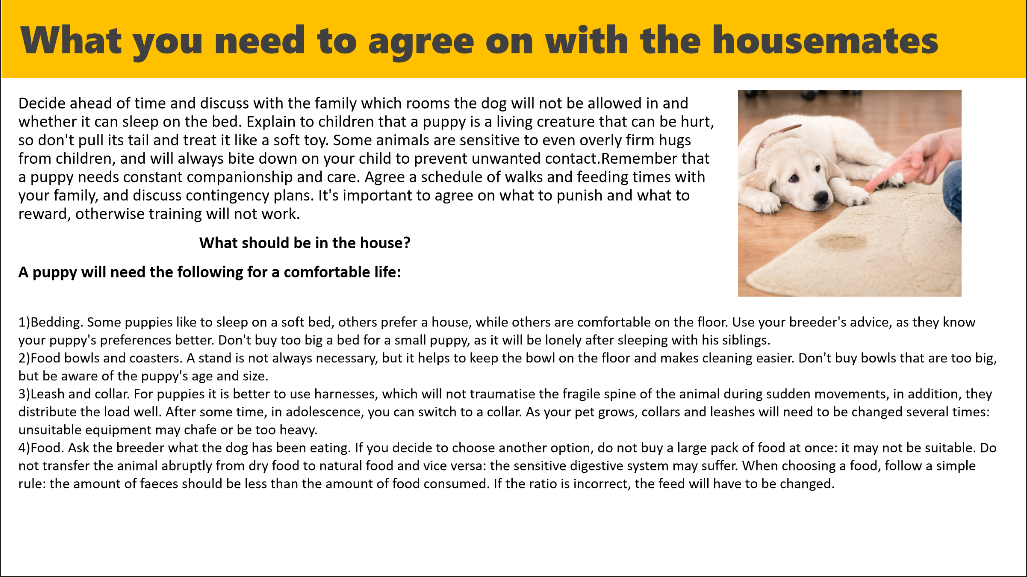 What you need to agree on with the housemates
Decide ahead of time and discuss with the family which rooms the dog will not be allowed in and
whether it can sleep on the bed. Explain to children that a puppy is a living creature that can be hurt,
so don't pull its tail and treat it like a soft toy. Some animals are sensitive to even overly firm hugs
from children, and will always bite down on your child to prevent unwanted contact.Remember that
a puppy needs constant companionship and care. Agree a schedule of walks and feeding times with
your family, and discuss contingency plans. It's important to agree on what to punish and what to
reward, otherwise training will not work.
What should be in the house?
A puppy will need the following for a comfortable life:
1)Bedding. Some puppies like to sleep on a soft bed, others prefer a house, while others are comfortable on the floor. Use your breeder's advice, as they know
your puppy's preferences better. Don't buy too big a bed for a small puppy, as it will be lonely after sleeping with his siblings.
2)Food bowls and coasters. A stand is not always necessary, but it helps to keep the bowl on the floor and makes cleaning easier. Don't buy bowls that are too big,
but be aware of the puppy's age and size.
3)Leash and collar. For puppies it is better to use harnesses, which will not traumatise the fragile spine of the animal during sudden movements, in addition, they
distribute the load well. After some time, in adolescence, you can switch to a collar. As your pet grows, collars and leashes will need to be changed several times:
unsuitable equipment may chafe or be too heavy.
4)Food. Ask the breeder what the dog has been eating. If you decide to choose another option, do not buy a large pack of food at once: it may not be suitable. Do
not transfer the animal abruptly from dry food to natural food and vice versa: the sensitive digestive system may suffer. When choosing a food, follow a simple
rule: the amount of faeces should be less than the amount of food consumed. If the ratio is incorrect, the feed will have to be changed.